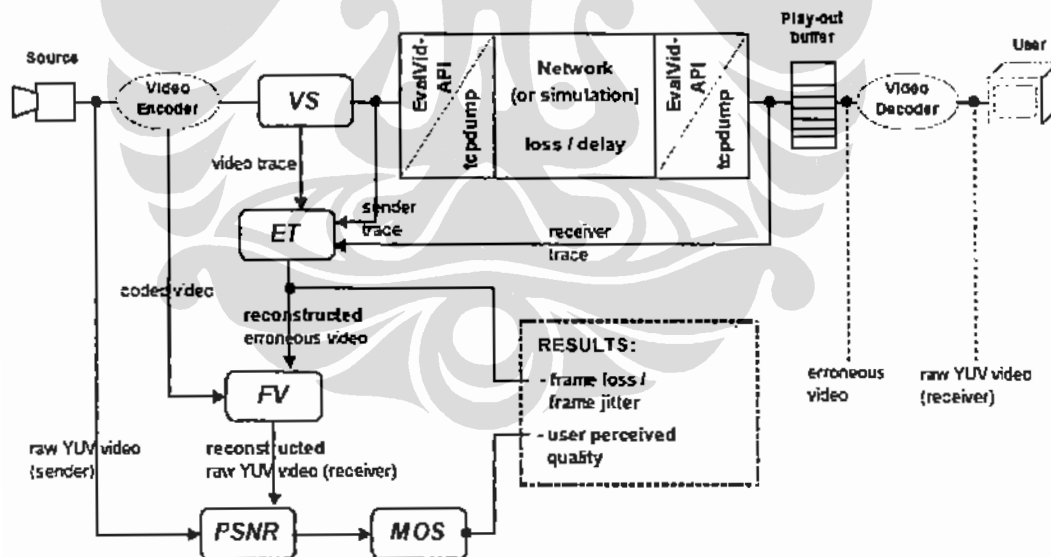 Source
Video
Encoder
VS
EvalVid-
API
tcpdump
Network
(or simulation]
loss / delay
EvalVid-
API
tcpdump
Play-out
buffer
Video
Decoder
User
video trace
sender
trace
receiver
trace
ET
coded video
reconstructed
erroneous video
RESULTS:
- frame loss /
frame jitter
- user perceived
quality
erroneous
video
raw YUV video
(receiver)
FV
raw YUV video
(sender)
reconstructed
raw YUV video (receiver)
PSNR
MOS